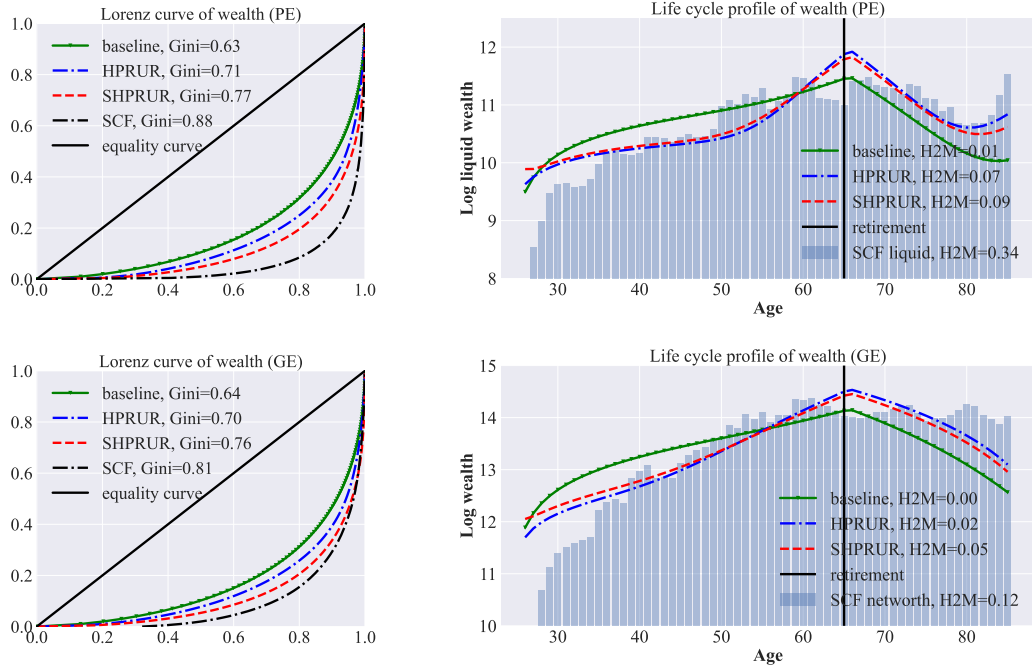 Lorenz curve of wealth (PE)
1.0
0.8
0.6
0.4
0.2
0.0
baseline, Gini=0.63
HPRUR, Gini=0.71
SHPRUR, Gini=0.77
SCF, Gini=0.88
equality curve
0.0 0.2 0.4 0.6 0.8 1.0
Life cycle profile of wealth (PE)
Log liquid wealth
12
11
10
9
8
baseline, H2M=0.01
HPRUR, H2M=0.07
SHPRUR, H2M=0.09
retirement
SCF liquid, H2M=0.34
30 40 50 60 70 80
Age
Lorenz curve of wealth (GE)
1.0
0.8
0.6
0.4
0.2
0.0
baseline, Gini=0.64
HPRUR, Gini=0.70
SHPRUR, Gini=0.76
SCF, Gini=0.81
equality curve
0.0 0.2 0.4 0.6 0.8 1.0
Life cycle profile of wealth (GE)
Log wealth
15
14
13
12
11
10
baseline, H2M=0.00
HPRUR, H2M=0.02
SHPRUR, H2M=0.05
retirement
SCF networth, H2M=0.12
30 40 50 60 70 80
Age